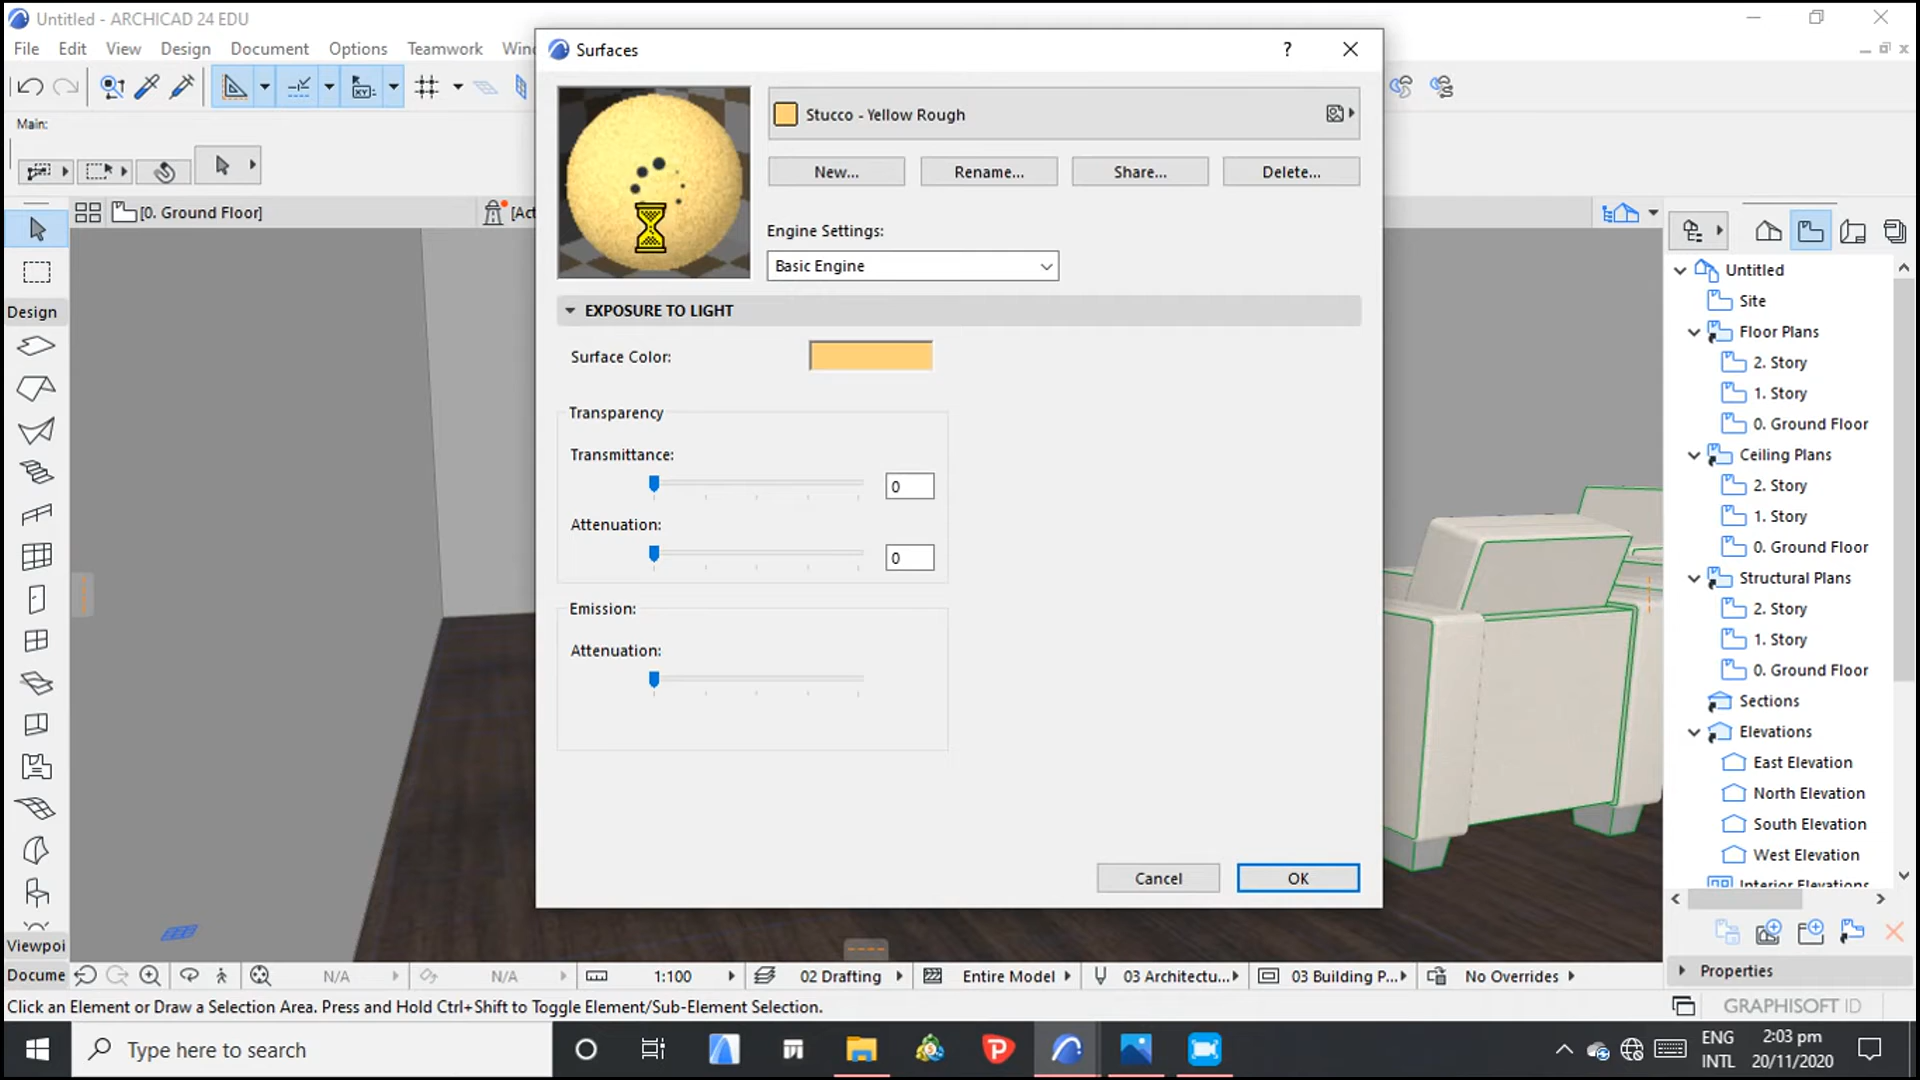 Untitled - ARCHICAD 24 EDU
File Edit View Design Document Options Teamwork
Main:
[0. Ground Floor]
Design
Viewpoi
Docume
Surfaces
?
Stucco - Yellow Rough
New...
Rename...
Share...
Delete...
Engine Settings:
Basic Engine
EXPOSURE TO LIGHT
Surface Color:
Transparency
Transmittance:
0
Attenuation:
0
Emission:
Attenuation:
Cancel
OK
Untitled
Site
Floor Plans
2. Story
1. Story
0. Ground Floor
Ceiling Plans
2. Story
1. Story
0. Ground Floor
Structural Plans
2. Story
1. Story
0. Ground Floor
Sections
Elevations
East Elevation
North Elevation
South Elevation
West Elevation
Interior Elevations
Properties
N/A
N/A
1:100
02 Drafting
Entire Model
03 Architectu...
03 Building P...
No Overrides
Click an Element or Draw a Selection Area. Press and Hold Ctrl+Shift to Toggle Element/Sub-Element Selection.
GRAPHISOFT ID
Type here to search
ENG
INTL
2:03 pm
20/11/2020